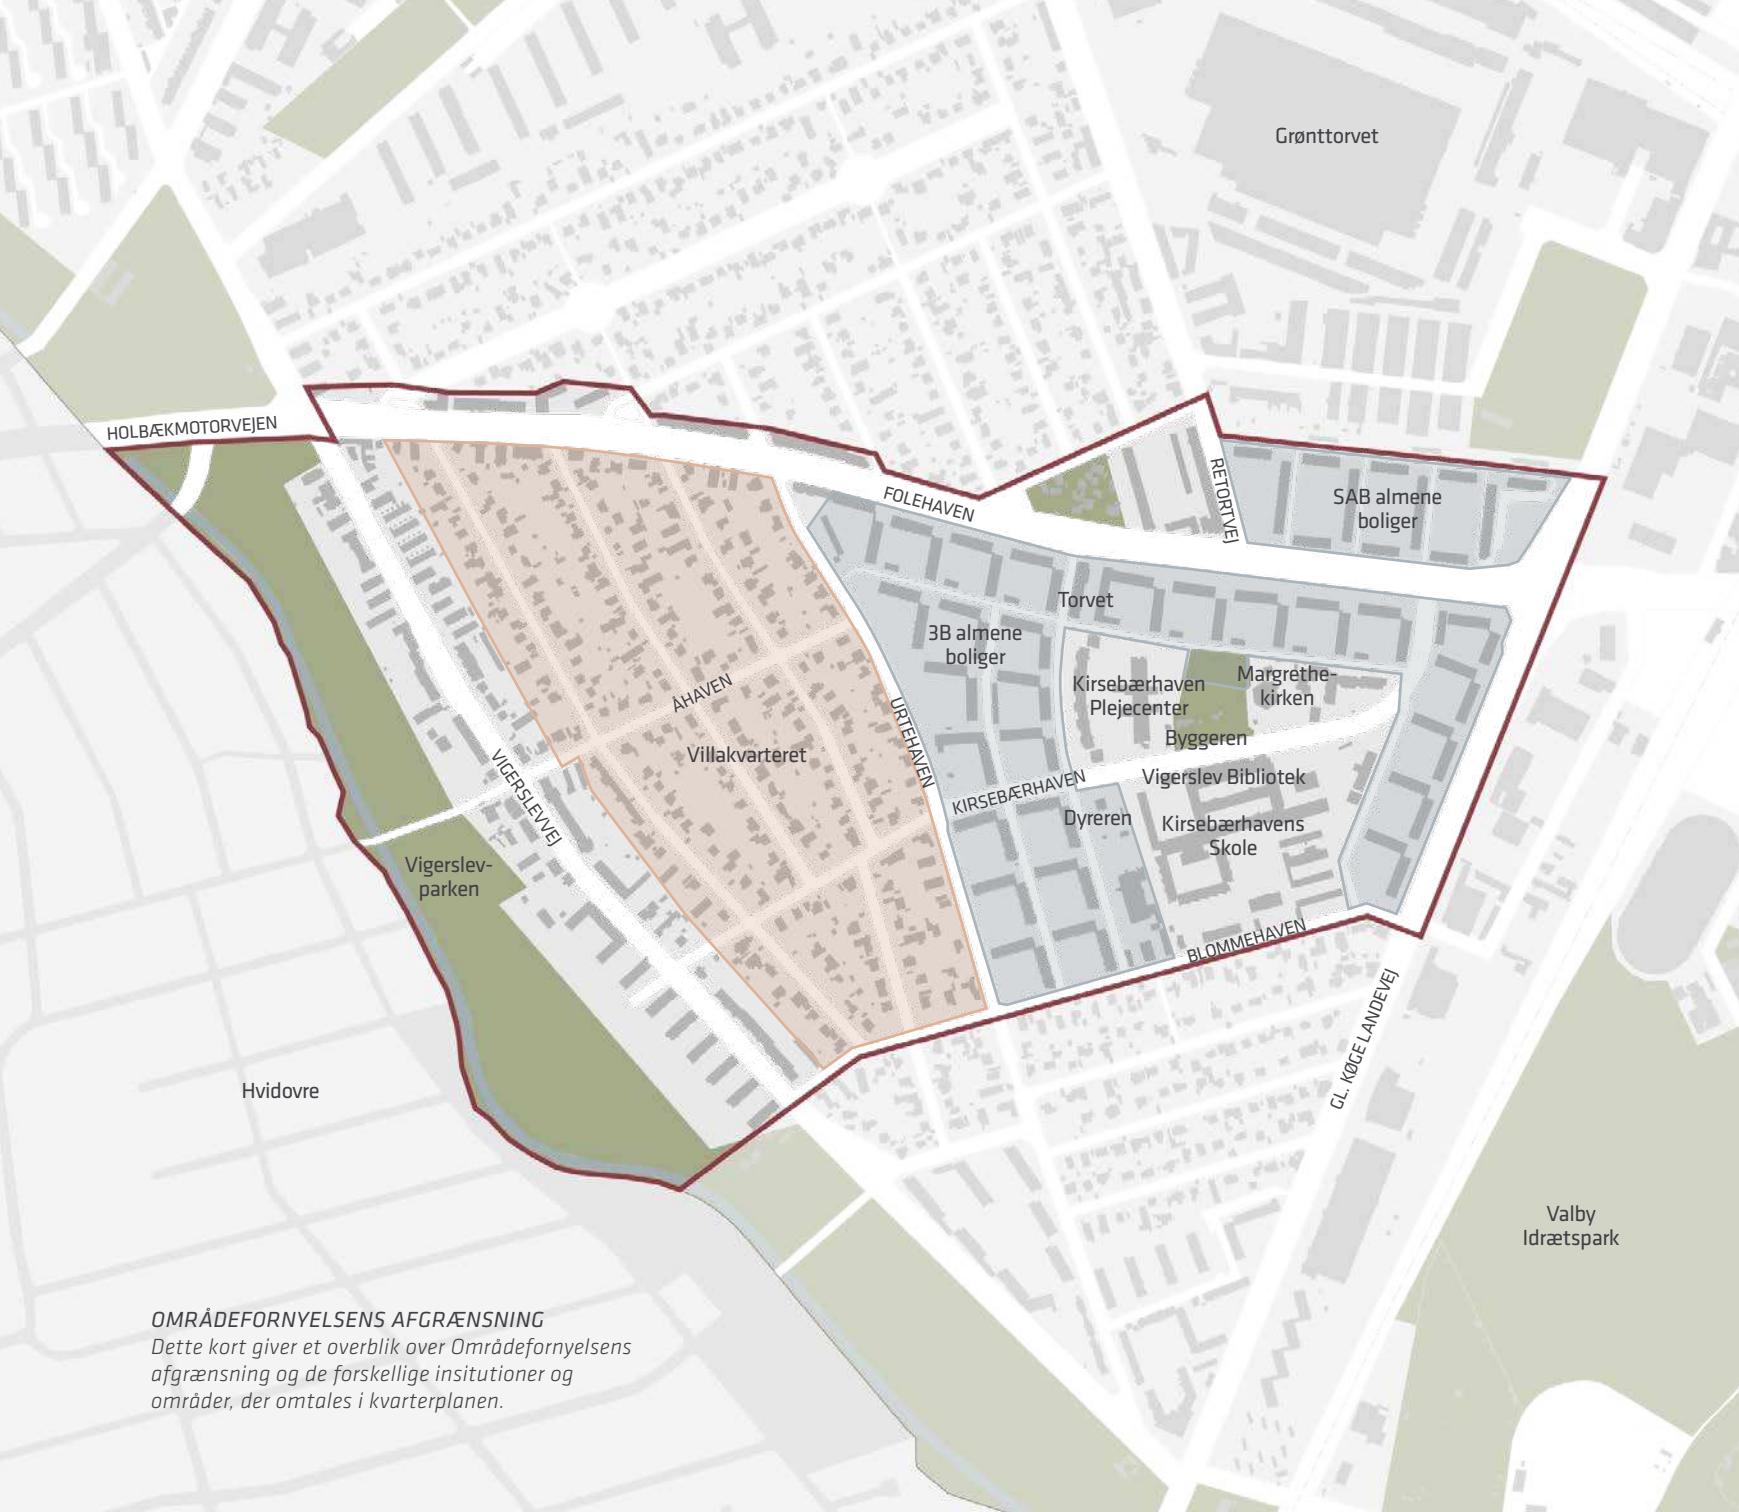 Grønttorvet
HOLBÆKMOTORVEJEN
FOLEHAVEN
RETORTVEJ
SAB almene
boliger
Torvet
3B almene
boliger
Kirsebærhaven
Plejecenter
Margrethe-
kirken
ÅHAVEN
URTEHAVEN
Villakvarteret
Byggeren
VIGERSLEVVEJ
KIRSEBÆRHAVEN
Vigerslev Bibliotek
Dyreren
Kirsebærhavens
Skole
Vigerslev-
parken
BLOMMEHAVEN
GL. KØGE LANDEVEJ
Hvidovre
Valby
Idrætspark
OMRÅDEFORNYELSENS AFGRÆNSNING
Dette kort giver et overblik over Områdefornyelsens
afgrænsning og de forskellige insitutioner og
områder, der omtales i kvarterplanen.